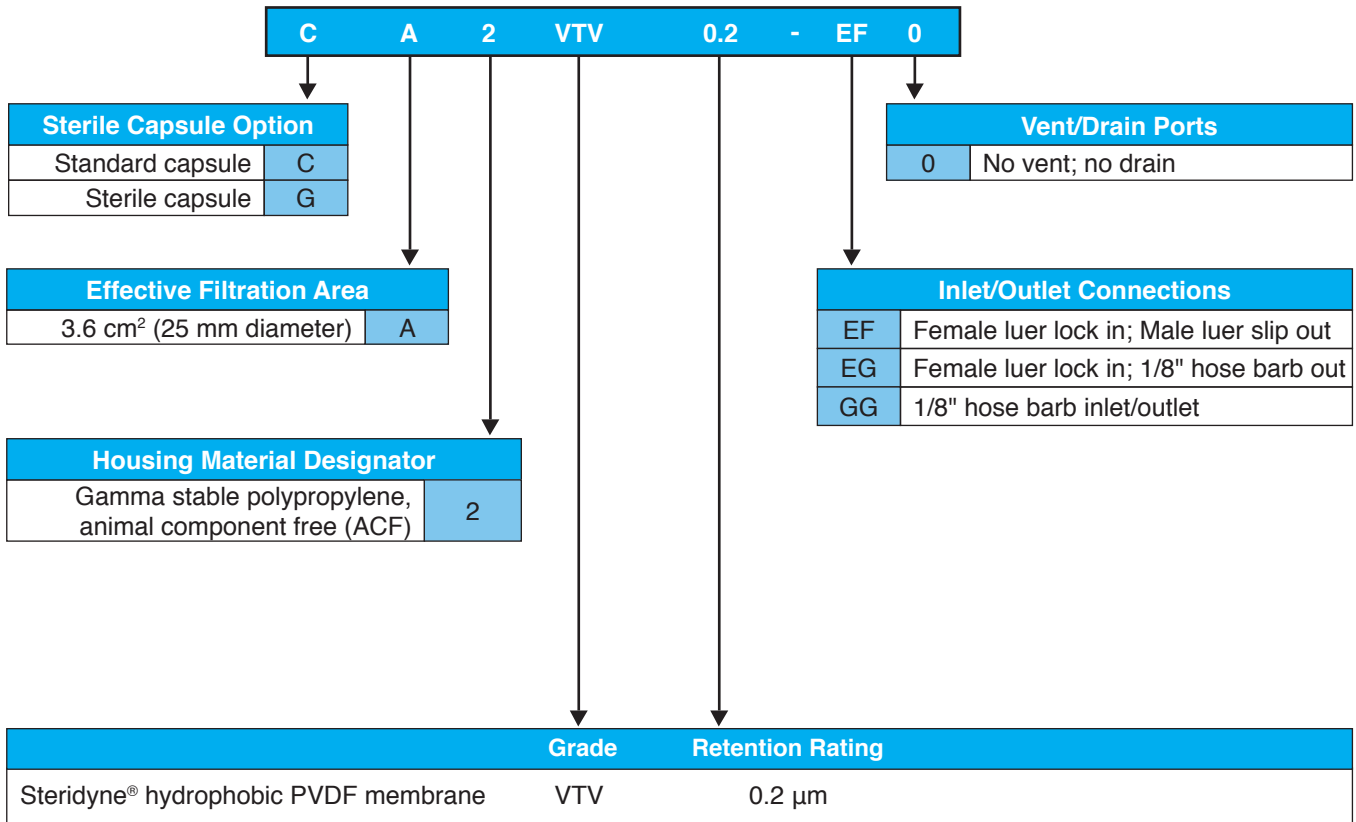 C A 2 VTV 0.2 - EF 0
Sterile Capsule Option
Standard capsule C
Sterile capsule G
Vent/Drain Ports
0 No vent; no drain
Effective Filtration Area
3.6 cm² (25 mm diameter) A
Inlet/Outlet Connections
EF Female luer lock in; Male luer slip out
EG Female luer lock in; 1/8" hose barb out
GG 1/8" hose barb inlet/outlet
Housing Material Designator
Gamma stable polypropylene,
animal component free (ACF) 2
Grade Retention Rating
Steridyne® hydrophobic PVDF membrane VTV 0.2 µm